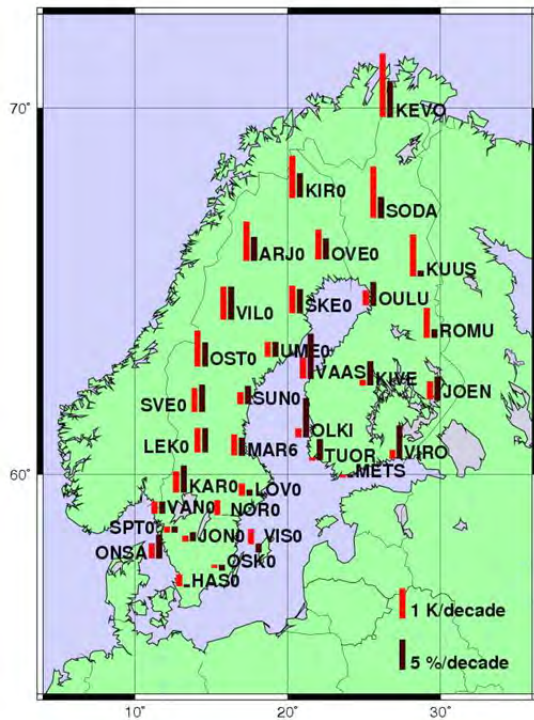 70°
KEVO
KIR0
SODA
ARJ0
OVE0
KUUS
VIL0
SKE0
OULU
ROMU
OST0
UME0
VAAS
KIVE
JOEN
SVE0
SUN0
OLKI
LEK0
MAR6
TUOR
VIRO
60°
METS
KAR0
LOV0
VAN0
NOR0
SPT0
JON0
VIS0
ONSA
OSK0
HAS0
1 K/decade
5 %/decade
10° 20° 30°